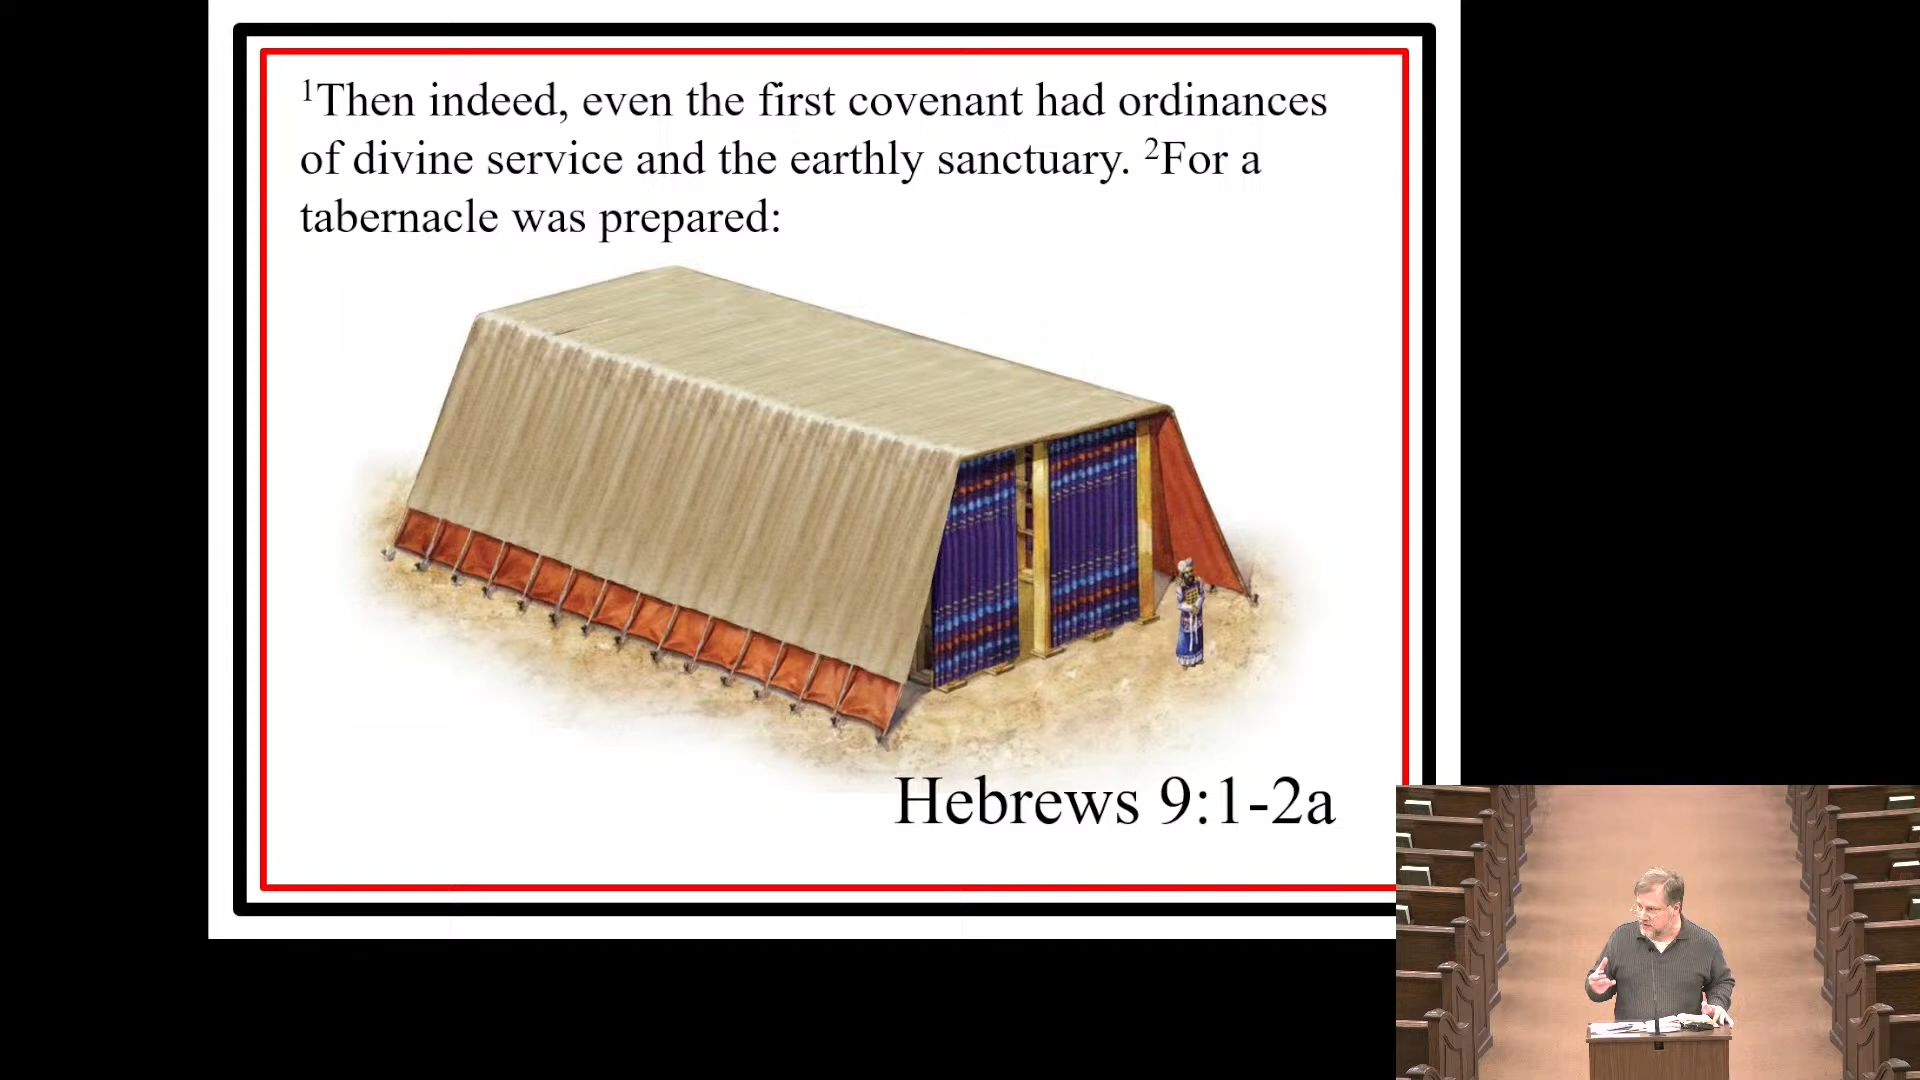 ¹Then indeed, even the first covenant had ordinances
of divine service and the earthly sanctuary. ²For a
tabernacle was prepared:
Hebrews 9:1-2a